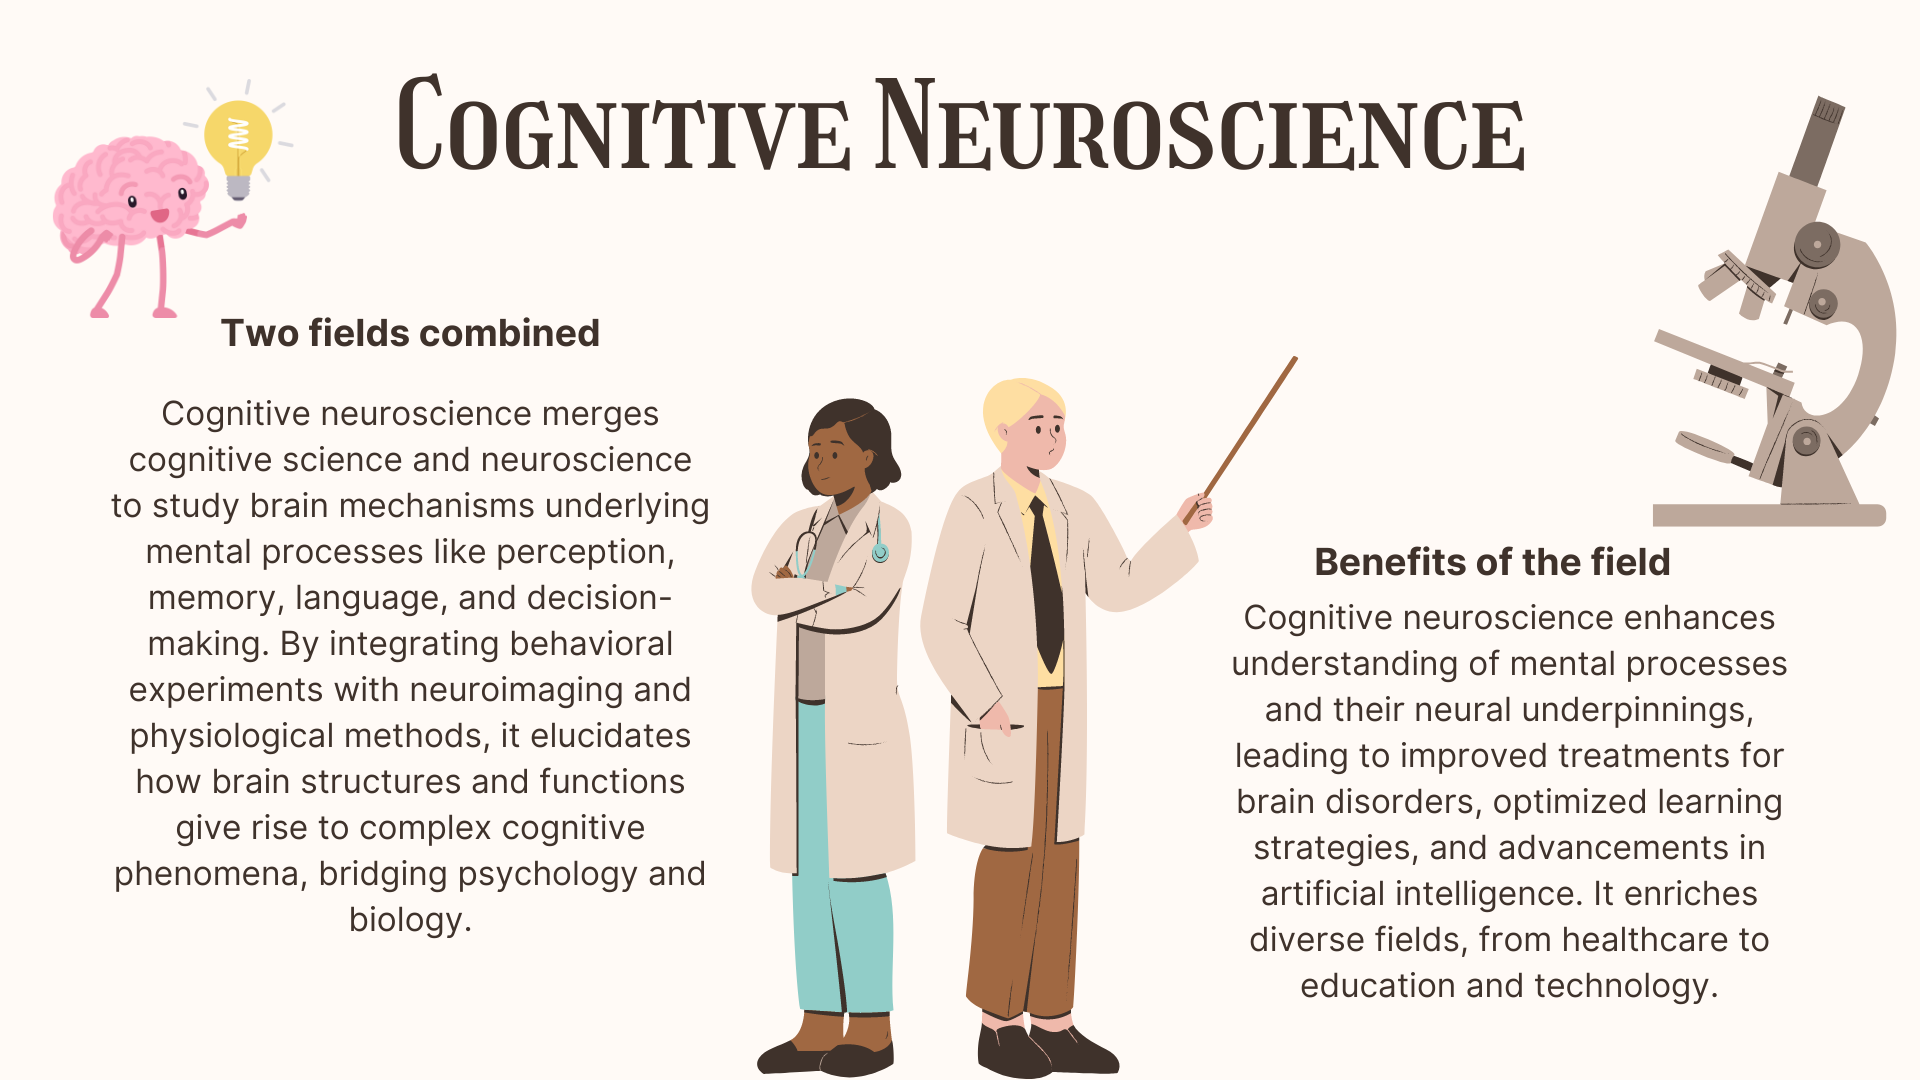 Cognitive Neuroscience
Two fields combined
Cognitive neuroscience merges
cognitive science and neuroscience
to study brain mechanisms underlying
mental processes like perception,
memory, language, and decision-
making. By integrating behavioral
experiments with neuroimaging and
physiological methods, it elucidates
how brain structures and functions
give rise to complex cognitive
phenomena, bridging psychology and
biology.
Benefits of the field
Cognitive neuroscience enhances
understanding of mental processes
and their neural underpinnings,
leading to improved treatments for
brain disorders, optimized learning
strategies, and advancements in
artificial intelligence. It enriches
diverse fields, from healthcare to
education and technology.